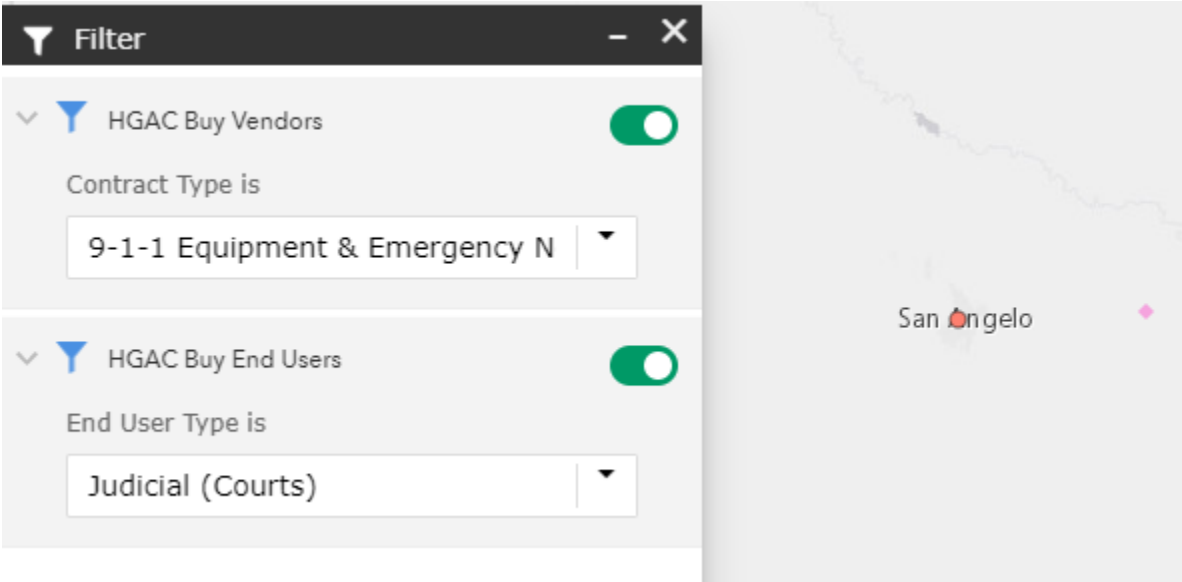 Filter
HGAC Buy Vendors
Contract Type is
9-1-1 Equipment & Emergency N
HGAC Buy End Users
End User Type is
Judicial (Courts)
San Angelo